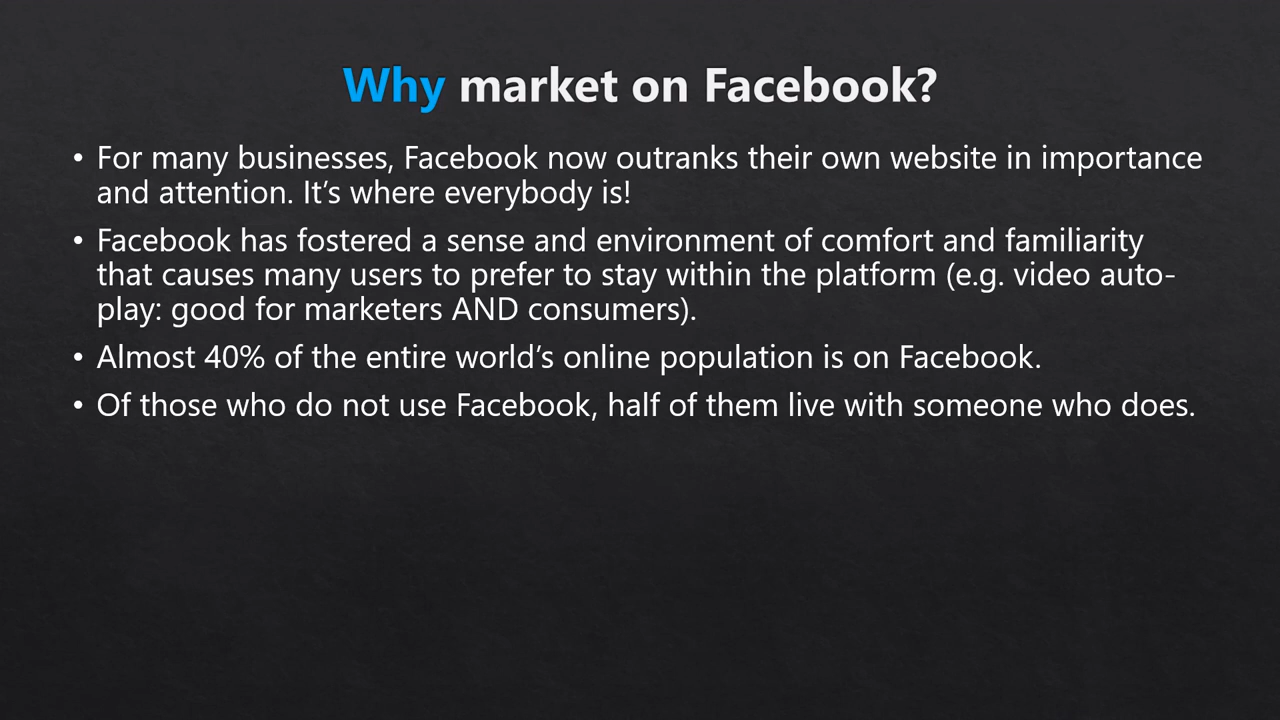 Why market on Facebook?
• For many businesses, Facebook now outranks their own website in importance
and attention. It’s where everybody is!
• Facebook has fostered a sense and environment of comfort and familiarity
that causes many users to prefer to stay within the platform (e.g. video auto-
play: good for marketers AND consumers).
• Almost 40% of the entire world’s online population is on Facebook.
• Of those who do not use Facebook, half of them live with someone who does.